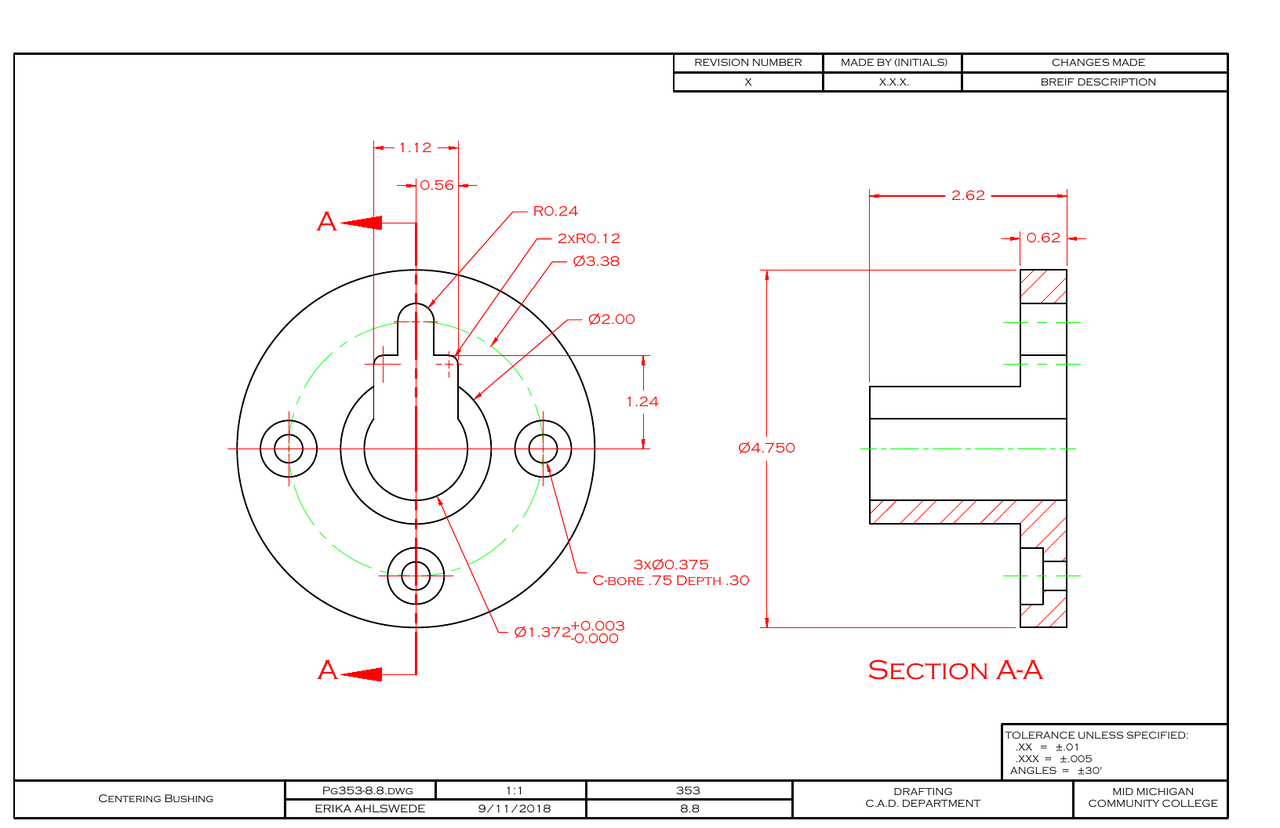 REVISION NUMBER MADE BY (INITIALS) CHANGES MADE
X X.X.X. BREIF DESCRIPTION
1.12
0.56
A
R0.24
2xR0.12
Ø3.38
Ø2.00
1.24
3xØ0.375
C-BORE .75 DEPTH .30
Ø1.372 +0.003
-0.000
A
2.62
0.62
Ø4.750
SECTION A-A
TOLERANCE UNLESS SPECIFIED:
.XX = ±.01
.XXX = ±.005
ANGLES = ±30'
CENTERING BUSHING
PG353-8.8.DWG 1:1 353
ERIKA AHLSWEDE 9/11/2018 8.8
DRAFTING
C.A.D. DEPARTMENT
MID MICHIGAN
COMMUNITY COLLEGE